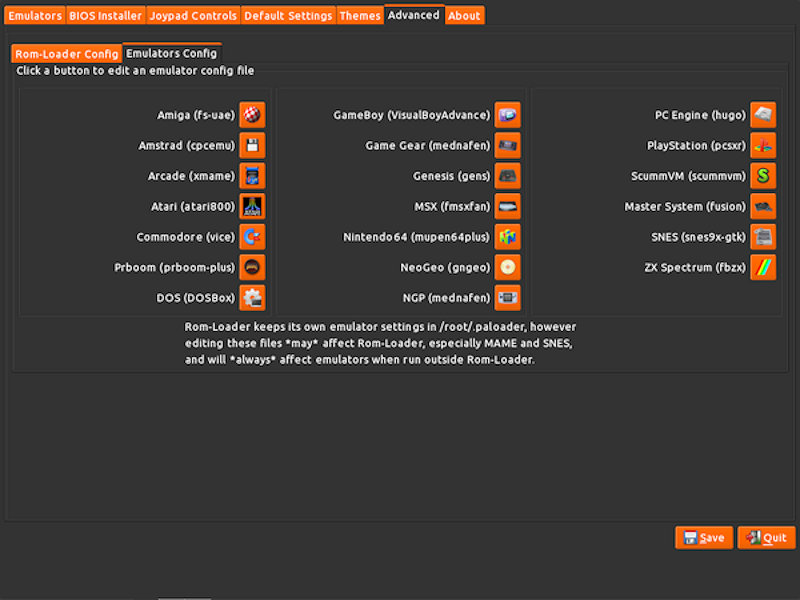 Emulators BIOS Installer Joypad Controls Default Settings Themes Advanced About
Rom-Loader Config Emulators Config
Click a button to edit an emulator config file
Amiga (fs-uae)
Amstrad (cpcemu)
Arcade (xmame)
Atari (atari800)
Commodore (vice)
Prboom (prboom-plus)
DOS (DOSBox)
GameBoy (VisualBoyAdvance)
Game Gear (mednafen)
Genesis (gens)
MSX (fmsxfan)
Nintendo64 (mupen64plus)
NeoGeo (gngeo)
NGP (mednafen)
PC Engine (hugo)
PlayStation (pcsxr)
ScummVM (scummvm)
Master System (fusion)
SNES (snes9x-gtk)
ZX Spectrum (fbzx)
Rom-Loader keeps its own emulator settings in /root/.paloader, however
editing these files *may* affect Rom-Loader, especially MAME and SNES,
and will *always* affect emulators when run outside Rom-Loader.
Save Quit